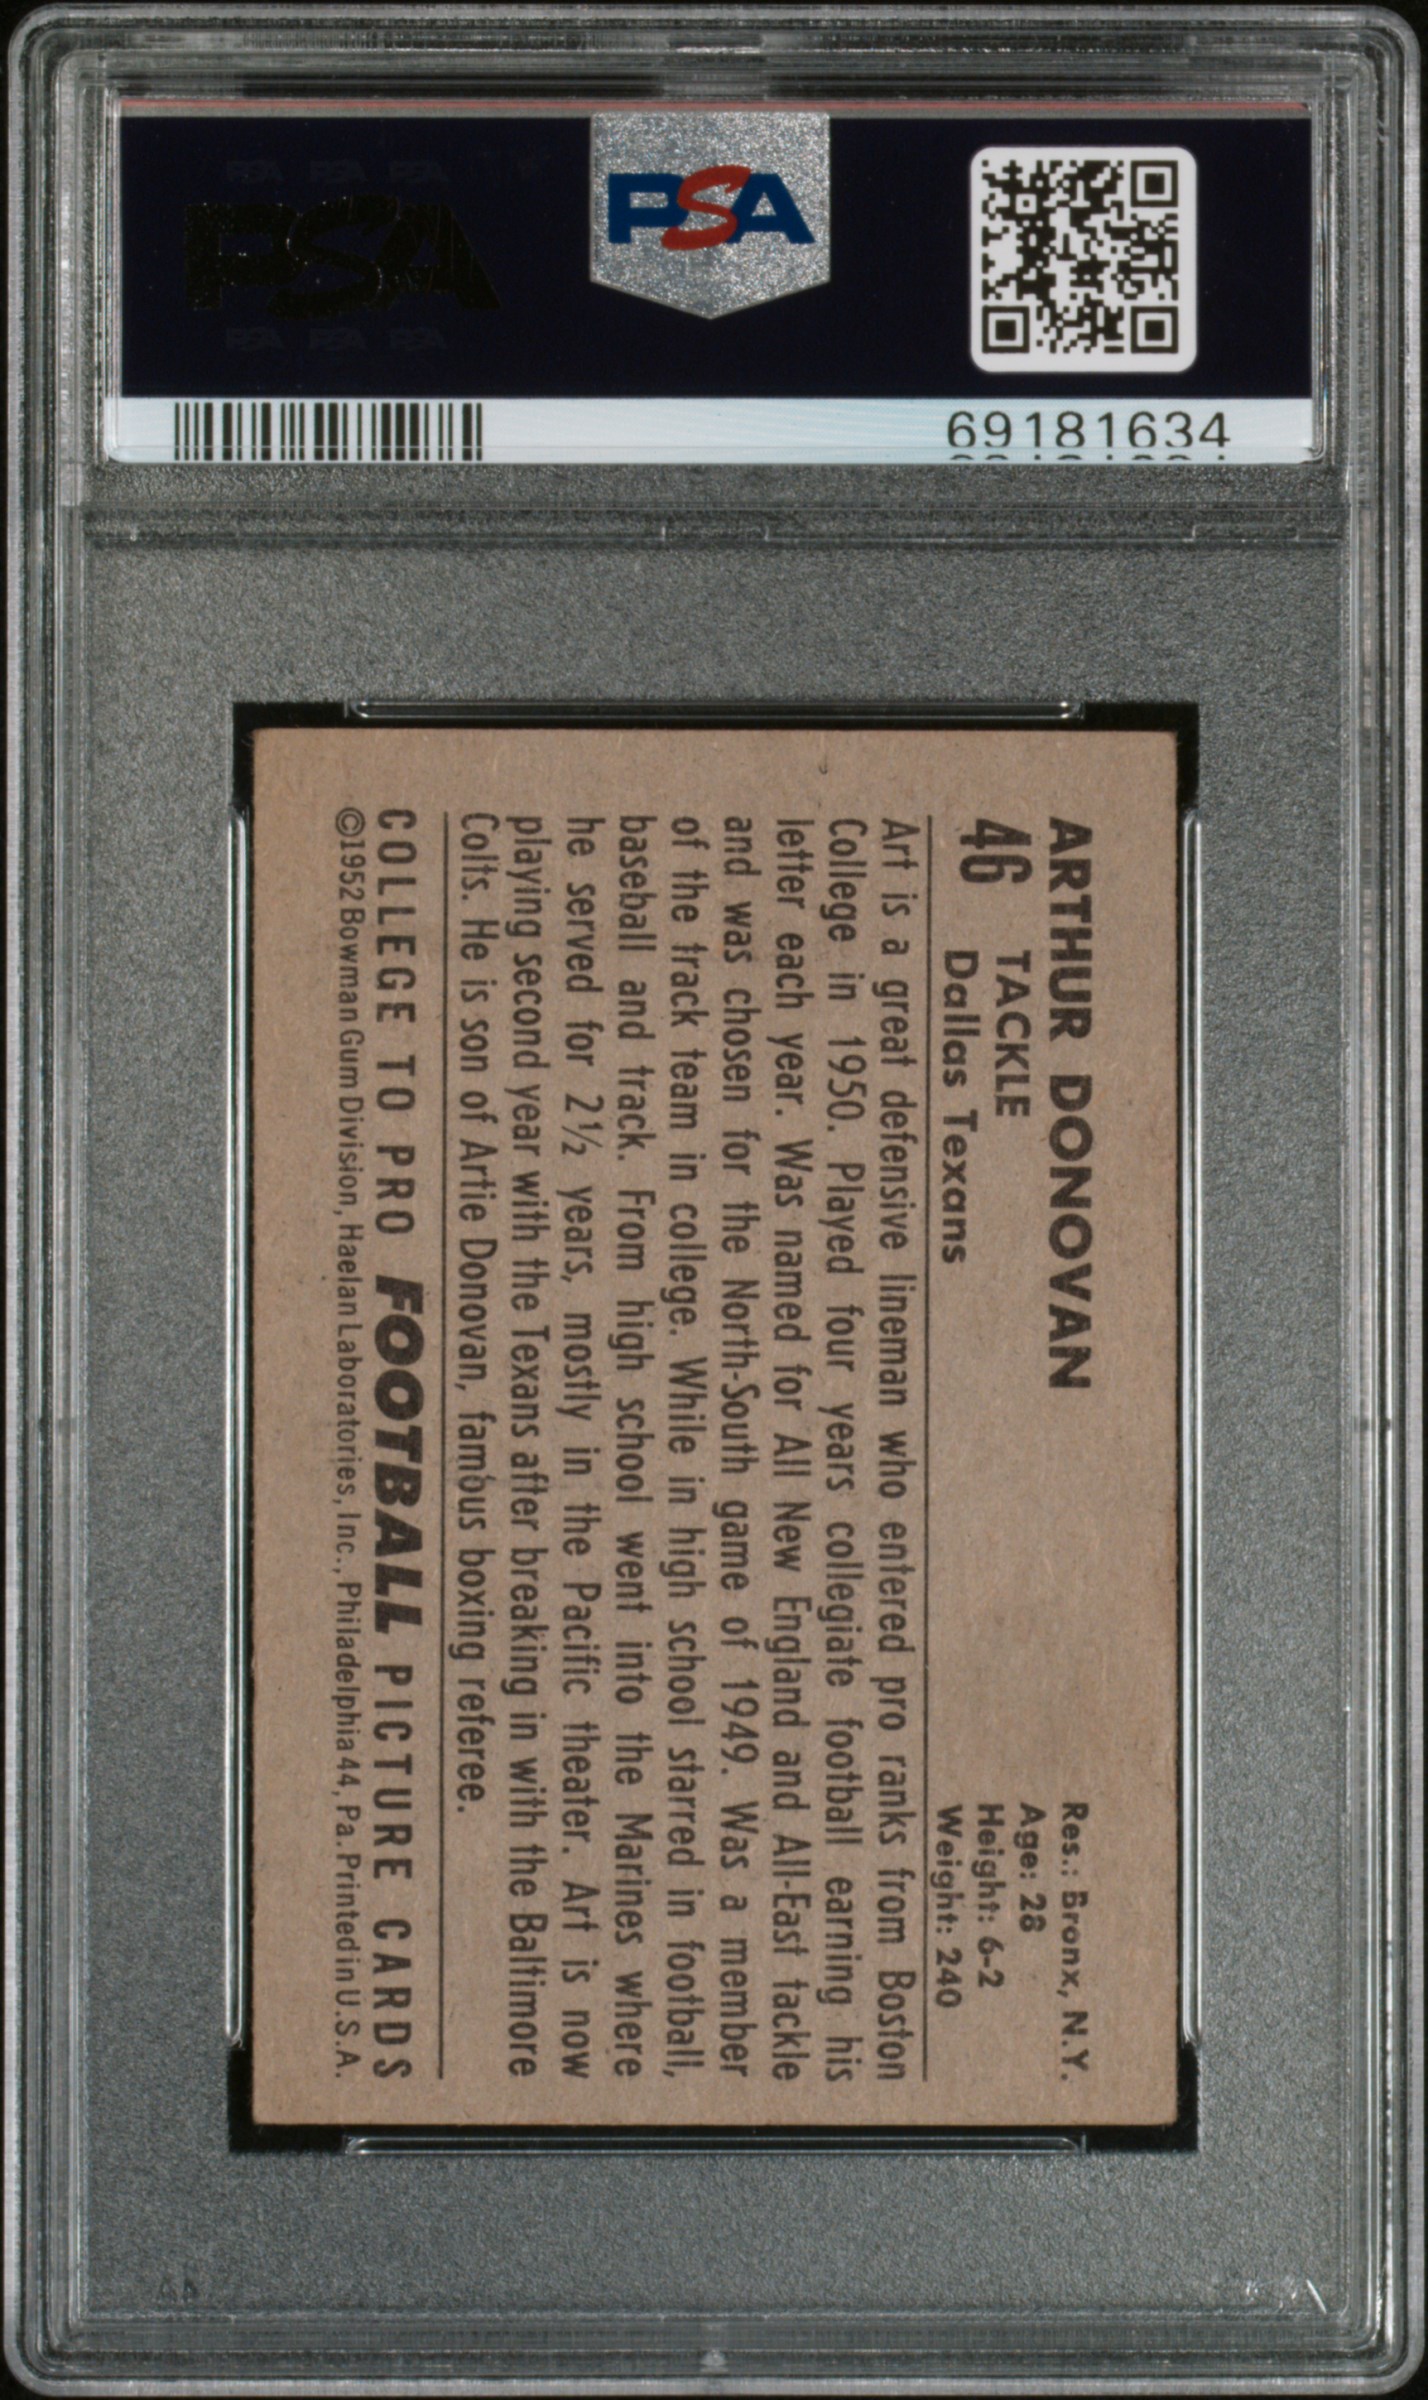 PSA PSA PSA
PSA
PSA PSA PSA
PSA
69181634
ARTHUR DONOVAN
46 TACKLE
Dallas Texans
Res.: Bronx, N.Y.
Age: 28
Height: 6-2
Weight: 240
Art is a great defensive lineman who entered pro ranks from Boston
College in 1950. Played four years collegiate football earning his
letter each year. Was named for All New England and All-East tackle
and was chosen for the North-South game of 1949. Was a member
of the track team in college. While in high school starred in football,
baseball and track. From high school went into the Marines where
he served for 2½ years, mostly in the Pacific theater. Art is now
playing second year with the Texans after breaking in with the Baltimore
Colts. He is son of Artie Donovan, famous boxing referee.
COLLEGE TO PRO FOOTBALL PICTURE CARDS
©1952 Bowman Gum Division, Haelan Laboratories, Inc., Philadelphia 44, Pa. Printed in U.S.A.